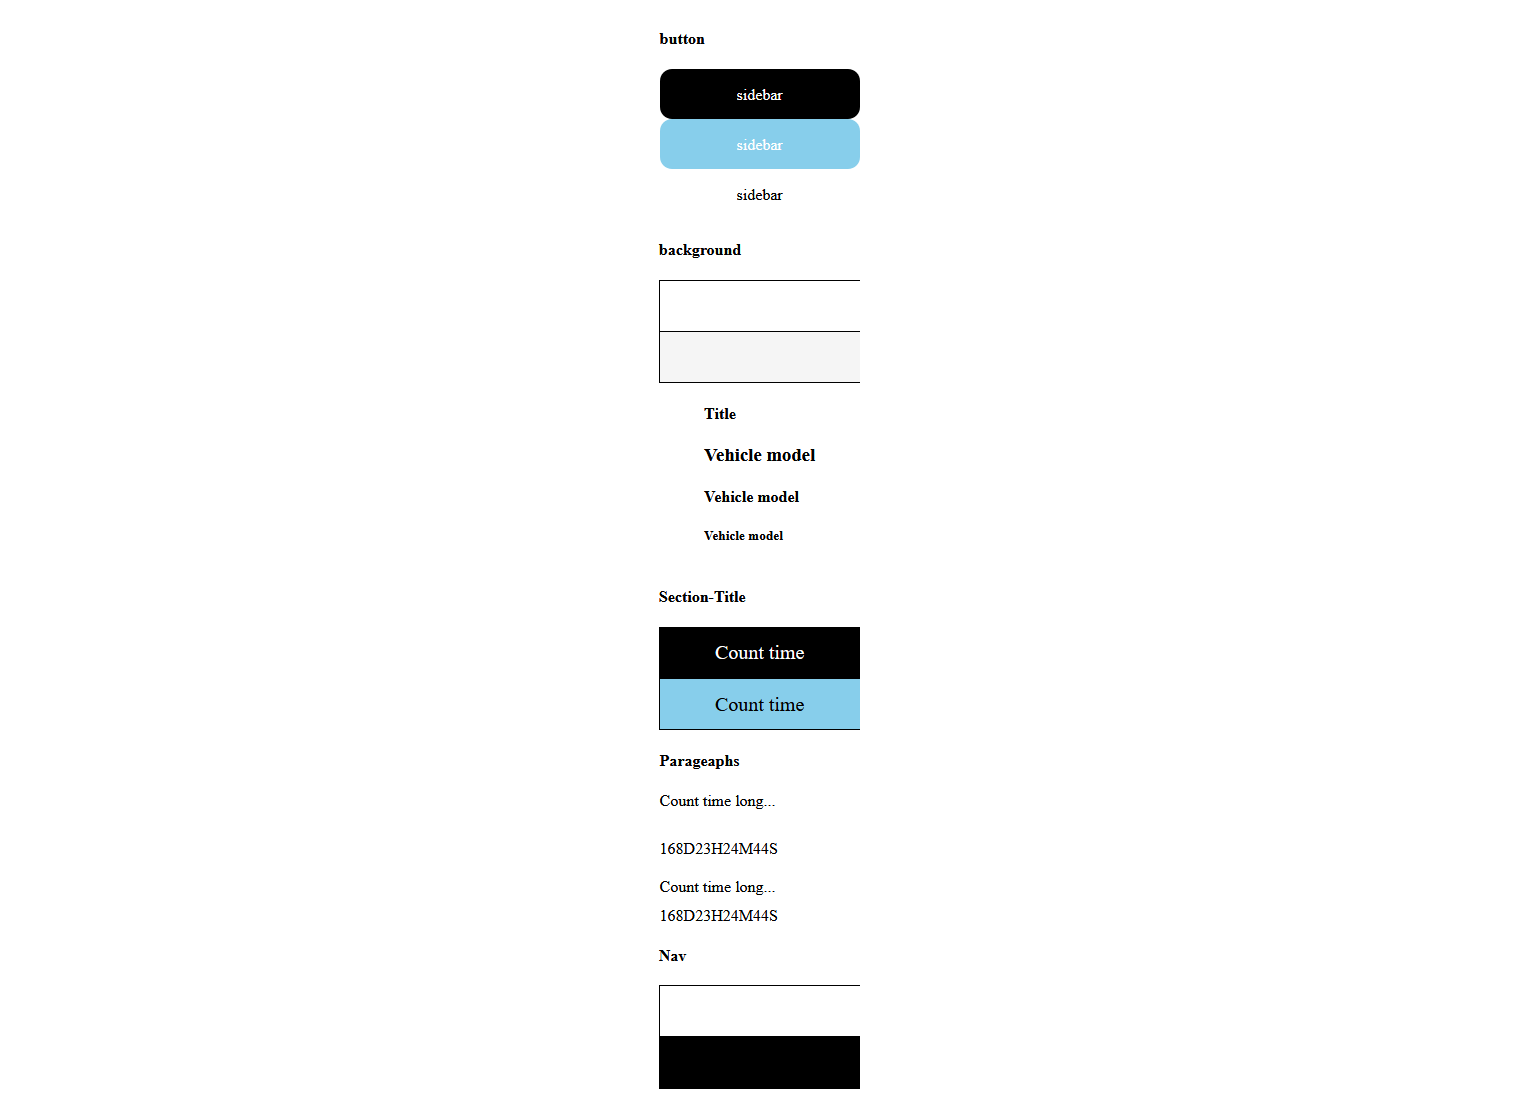 button
sidebar
sidebar
sidebar
background
Title
Vehicle model
Vehicle model
Vehicle model
Section-Title
Count time
Count time
Parageaphs
Count time long...
168D23H24M44S
Count time long...
168D23H24M44S
Nav